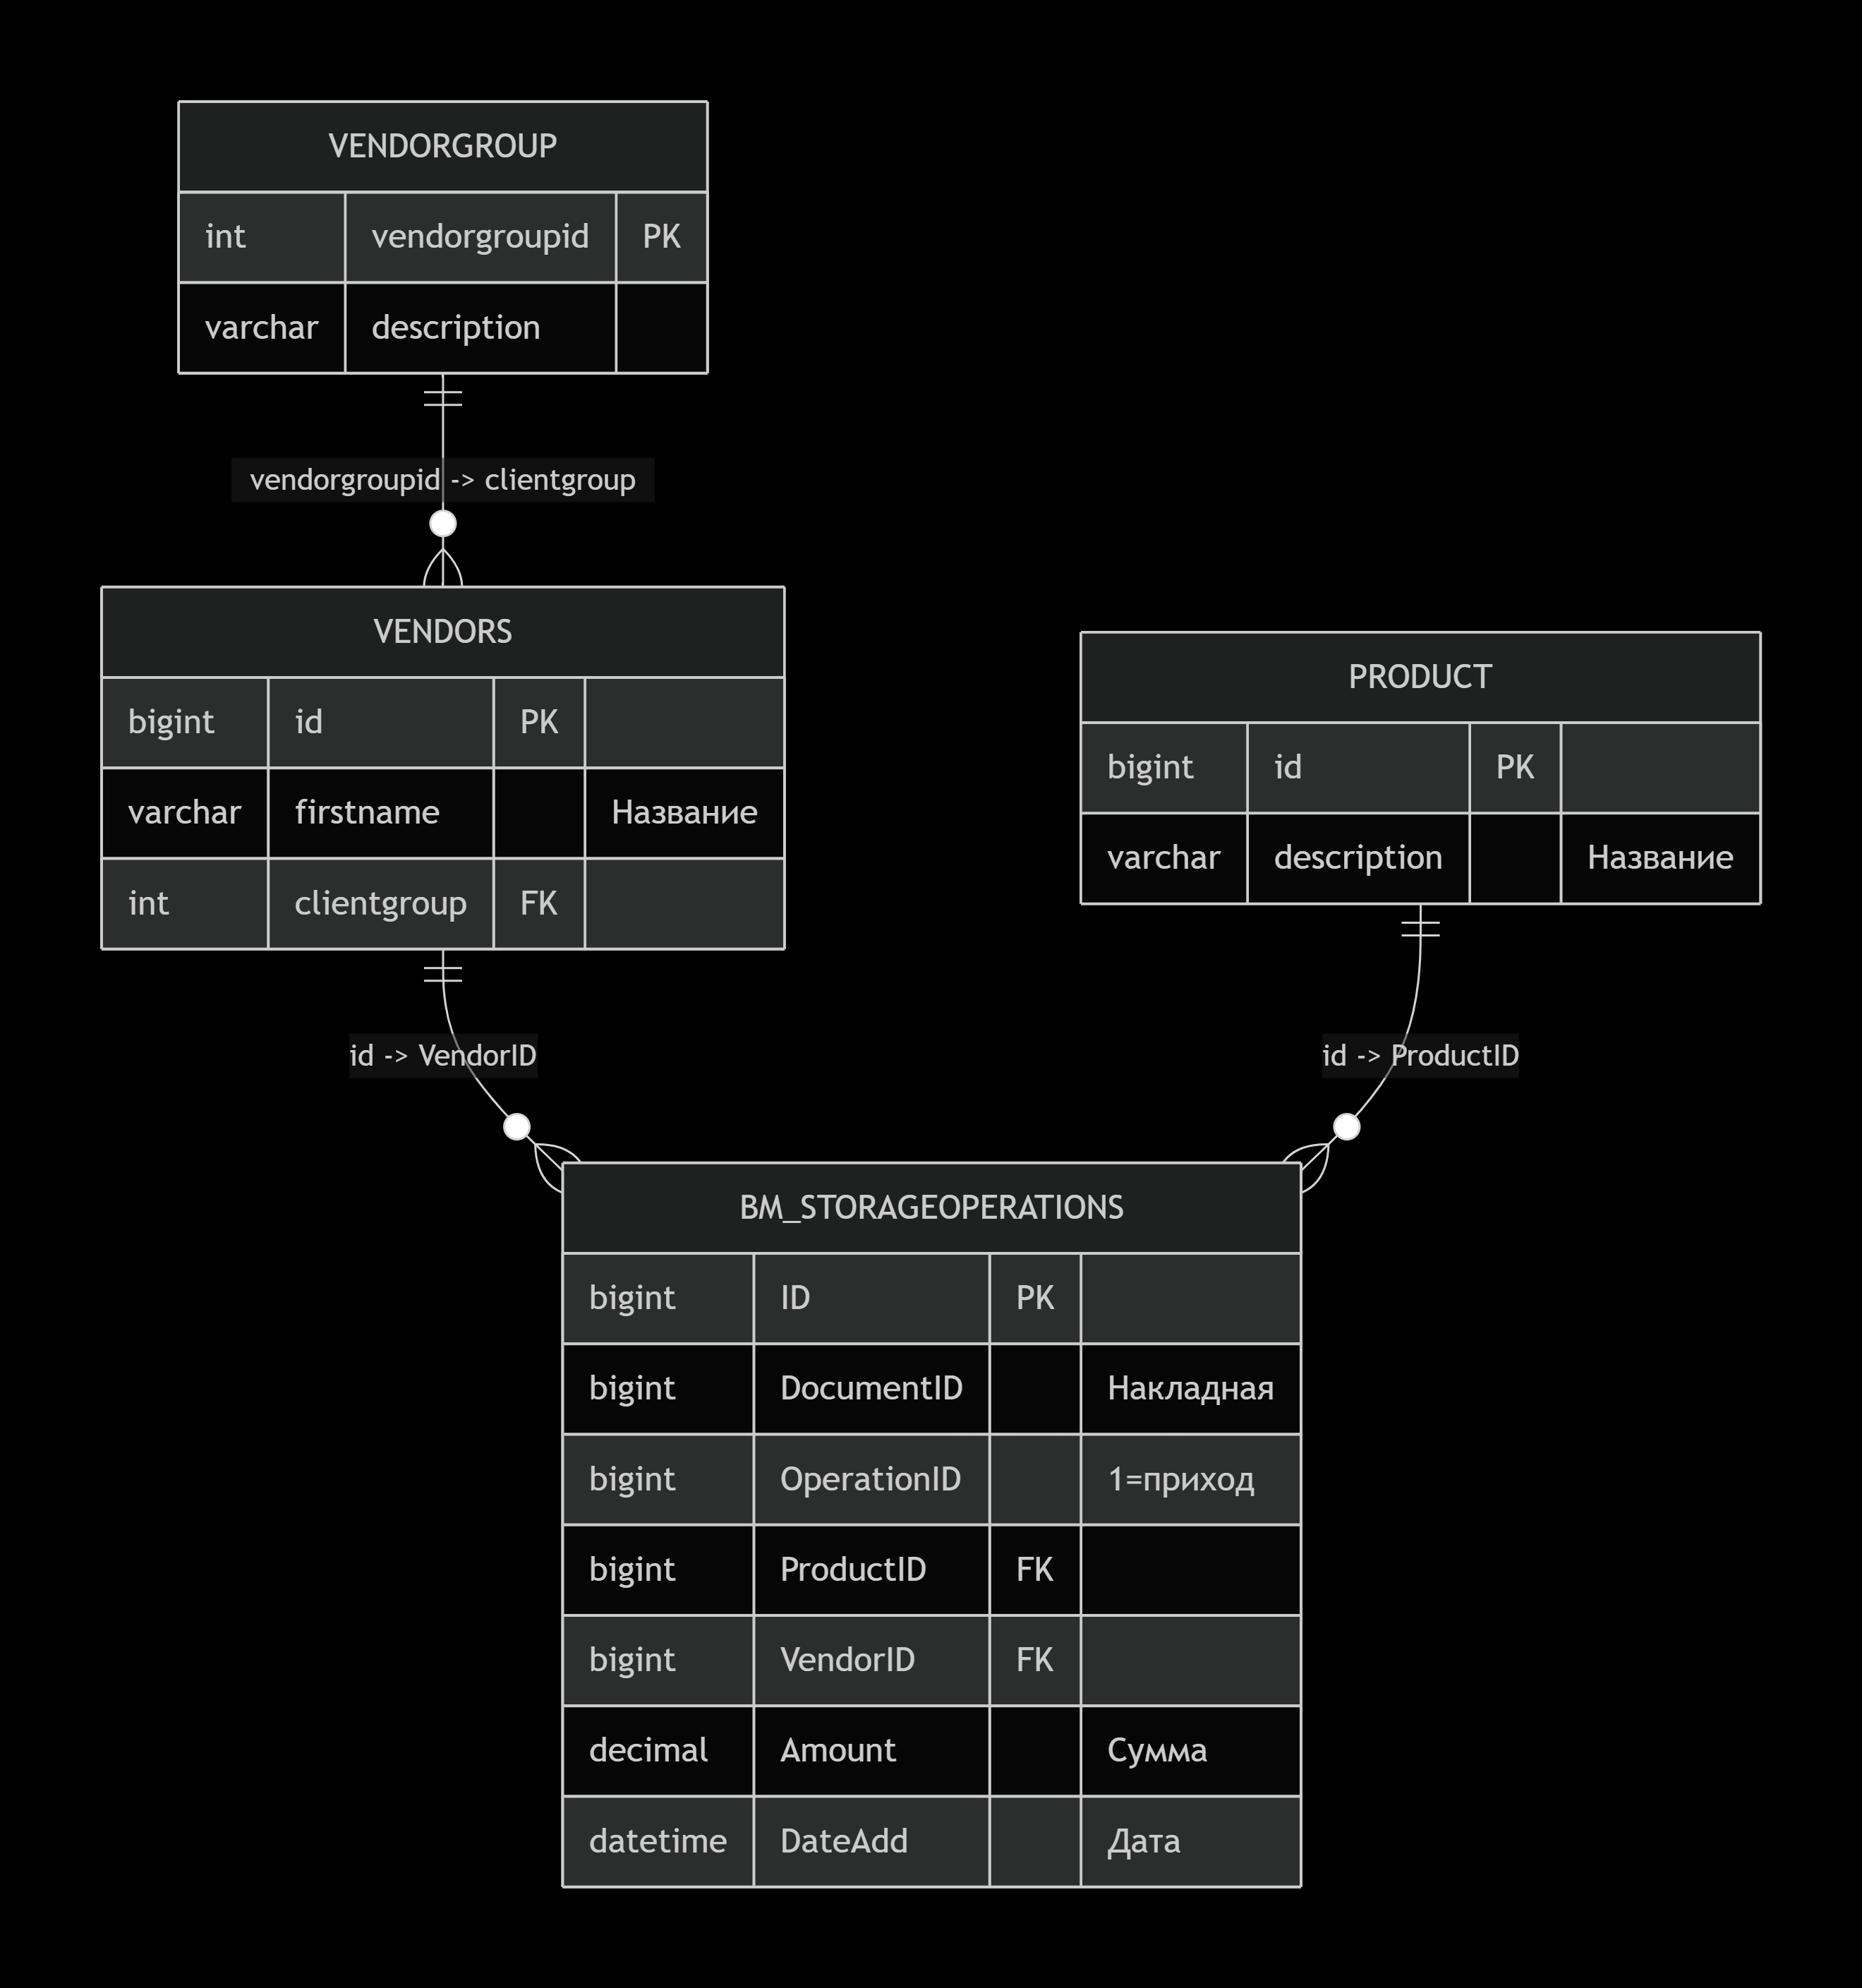 VENDORGROUP
int vendorgroupid PK
varchar description
vendorgroupid -> clientgroup
VENDORS
bigint id PK
varchar firstname Название
int clientgroup FK
PRODUCT
bigint id PK
varchar description Название
id -> VendorID
id -> ProductID
BM_STORAGEOPERATIONS
bigint ID PK
bigint DocumentID Накладная
bigint OperationID 1=приход
bigint ProductID FK
bigint VendorID FK
decimal Amount Сумма
datetime DateAdd Дата